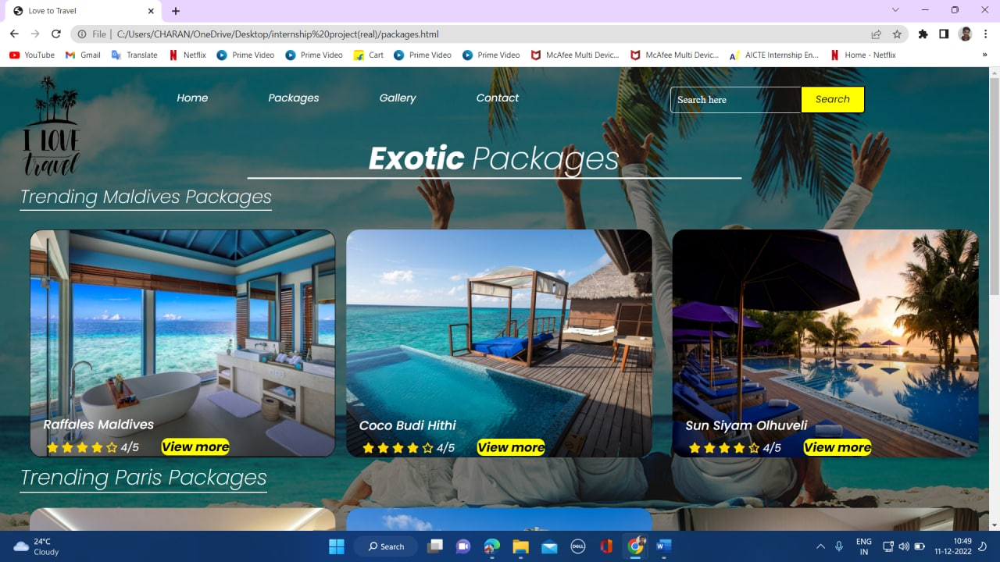 Love to Travel
File
C:/Users/CHARAN/OneDrive/Desktop/internship%20project(real)/packages.html
YouTube
Gmail
Translate
Netflix
Prime Video
Prime Video
Cart
Prime Video
Prime Video
McAfee Multi Devic...
McAfee Multi Devic...
AICTE Internship En...
Home - Netflix
»
I LOVE
travel
Home
Packages
Gallery
Contact
Search here
Search
Exotic Packages
Trending Maldives Packages
Raffales Maldives
4/5
View more
Coco Budi Hithi
4/5
View more
Sun Siyam Olhuveli
4/5
View more
Trending Paris Packages
24°C
Cloudy
Search
DELL
W
ENG
IN
10:49
11-12-2022